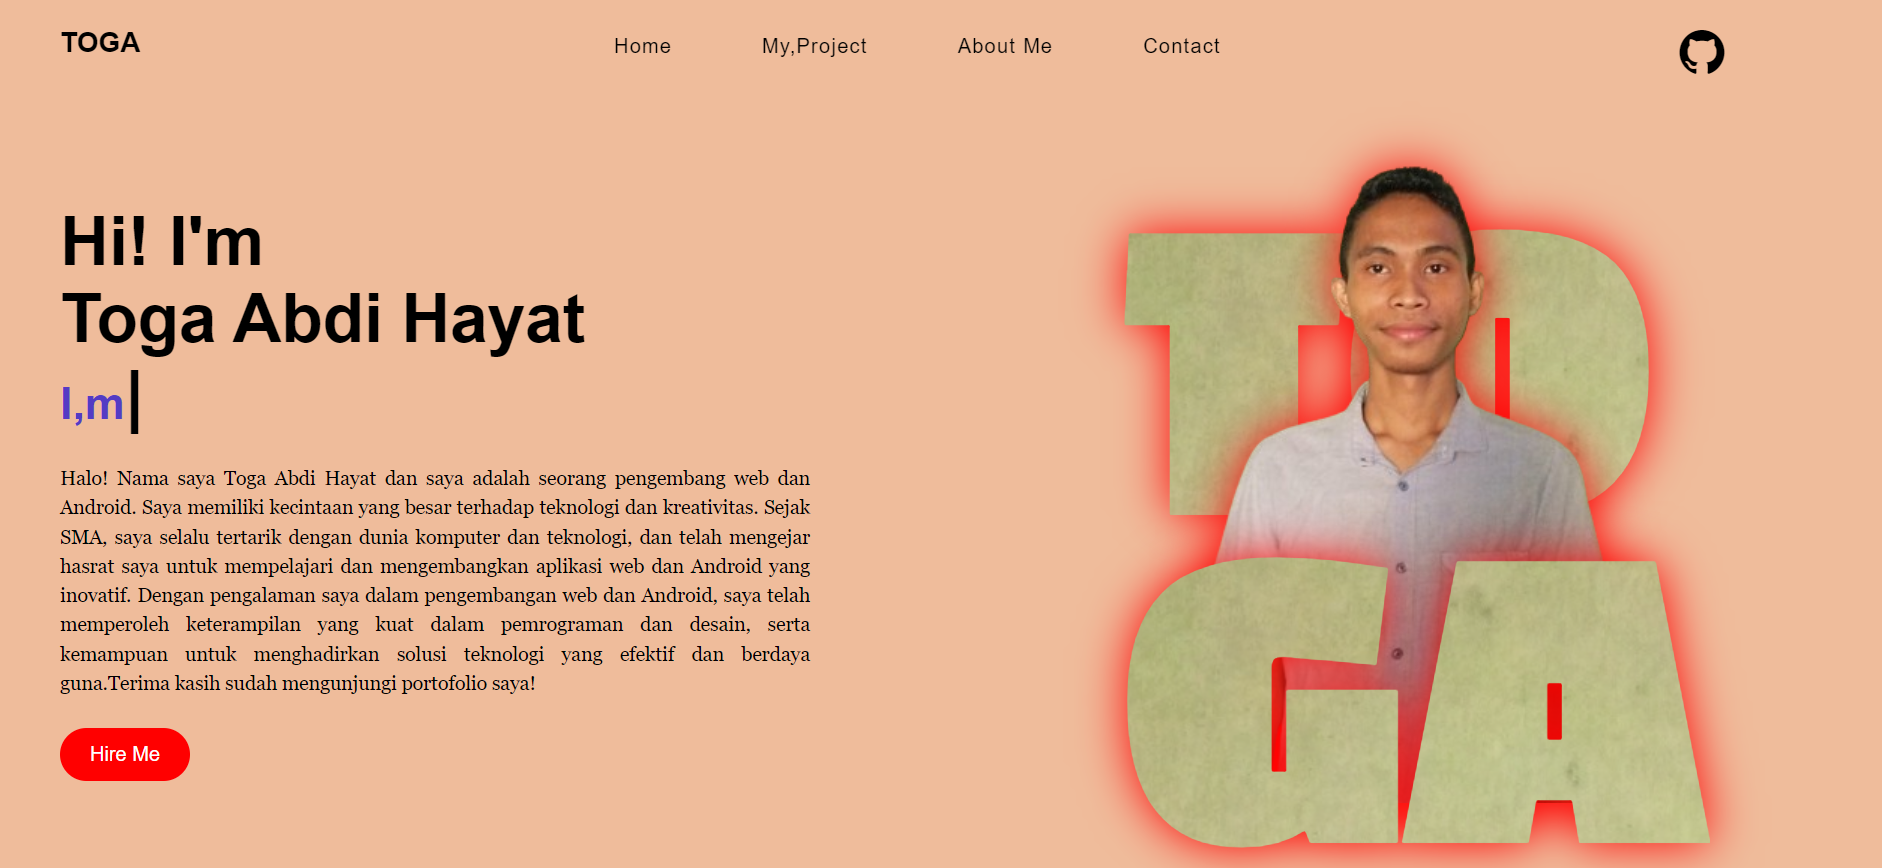 TOGA
Home
My,Project
About Me
Contact
Hi! I'm
Toga Abdi Hayat
I,m
Halo! Nama saya Toga Abdi Hayat dan saya adalah seorang pengembang web dan
Android. Saya memiliki kecintaan yang besar terhadap teknologi dan kreativitas. Sejak
SMA, saya selalu tertarik dengan dunia komputer dan teknologi, dan telah mengejar
hasrat saya untuk mempelajari dan mengembangkan aplikasi web dan Android yang
inovatif. Dengan pengalaman saya dalam pengembangan web dan Android, saya telah
memperoleh keterampilan yang kuat dalam pemrograman dan desain, serta
kemampuan untuk menghadirkan solusi teknologi yang efektif dan berdaya
guna.Terima kasih sudah mengunjungi portofolio saya!
Hire Me
TO
GA